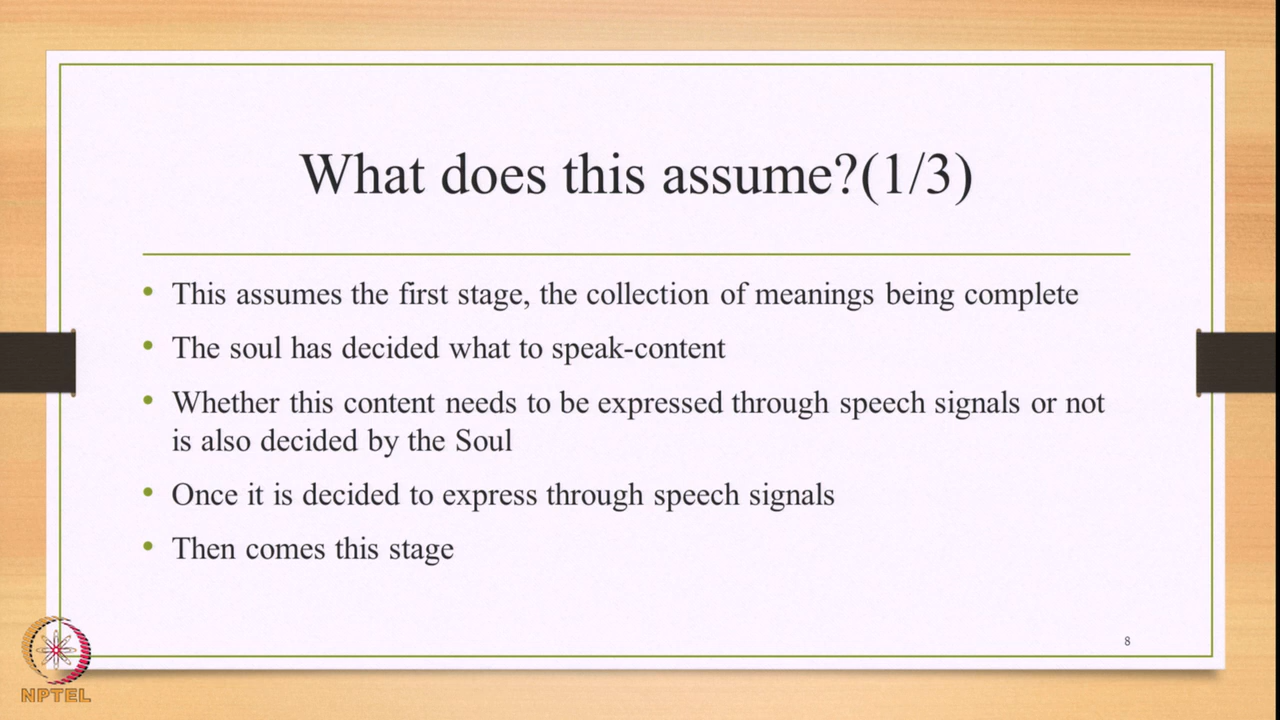 What does this assume?(1/3)
• This assumes the first stage, the collection of meanings being complete
• The soul has decided what to speak-content
• Whether this content needs to be expressed through speech signals or not
is also decided by the Soul
• Once it is decided to express through speech signals
• Then comes this stage
8
NPTEL